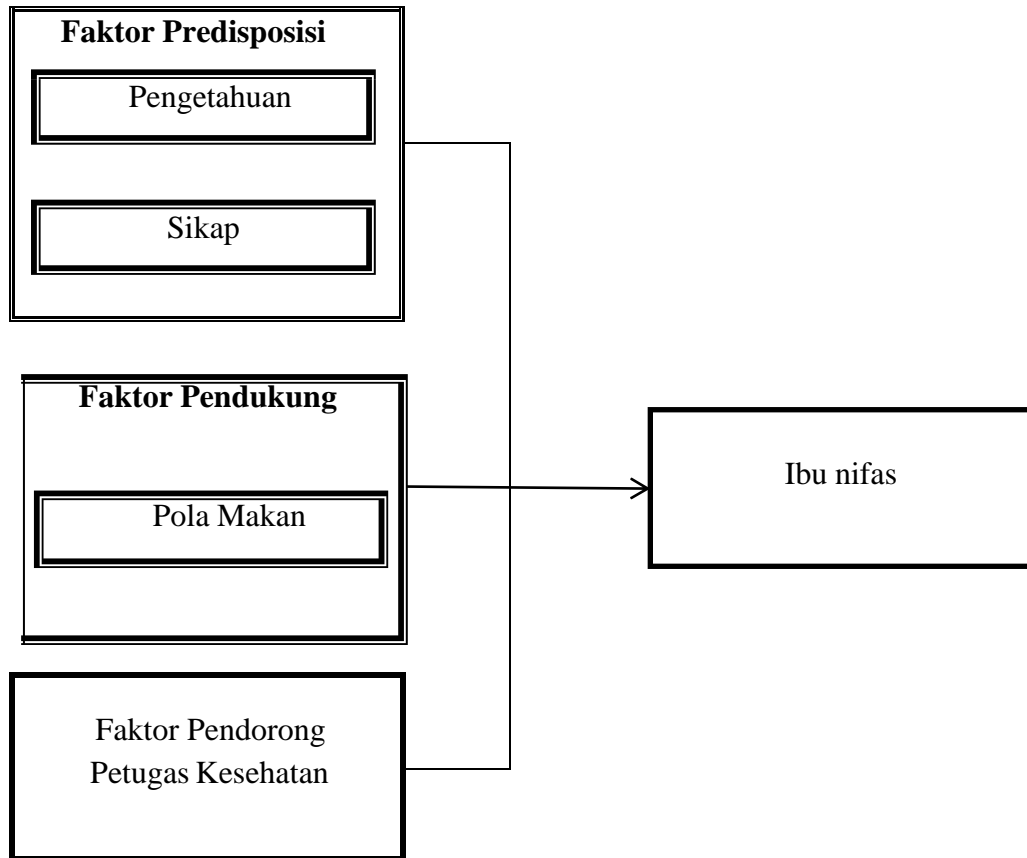 Faktor Predisposisi
Pengetahuan
Sikap
Faktor Pendukung
Pola Makan
Faktor Pendorong
Petugas Kesehatan
Ibu nifas